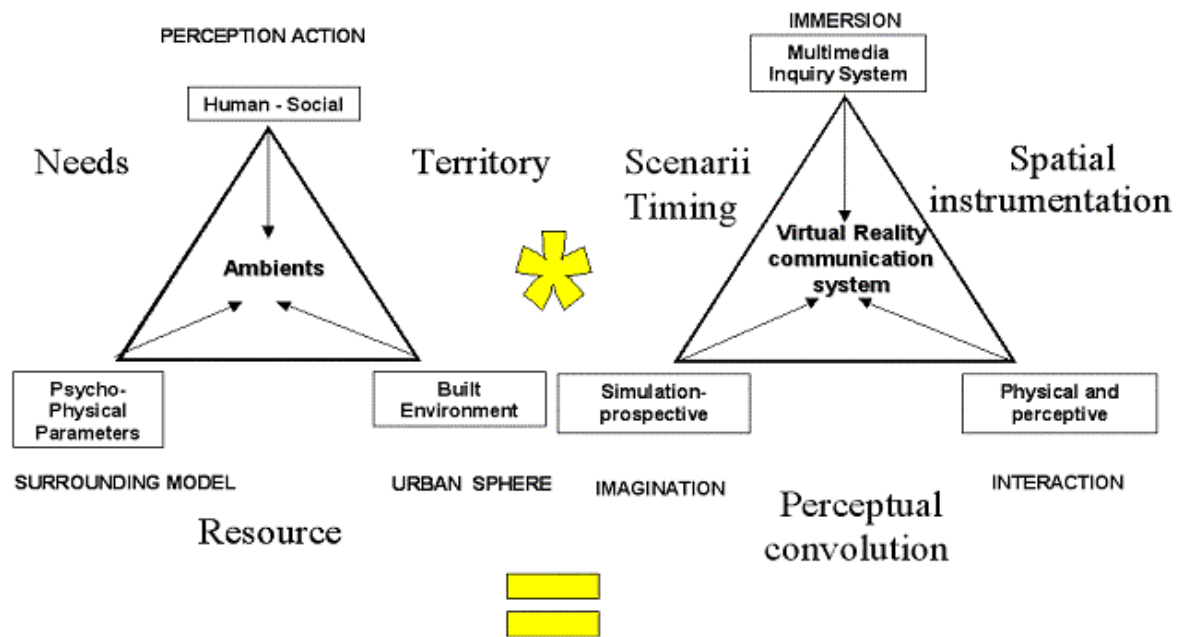 IMMERSION
PERCEPTION ACTION
Multimedia
Inquiry System
Human - Social
Needs
Territory
Scenarii
Timing
Spatial
instrumentation
Ambients
Virtual Reality
communication
system
Psycho-
Physical
Parameters
Built
Environment
Simulation-
prospective
Physical and
perceptive
SURROUNDING MODEL
URBAN SPHERE
IMAGINATION
INTERACTION
Resource
Perceptual
convolution